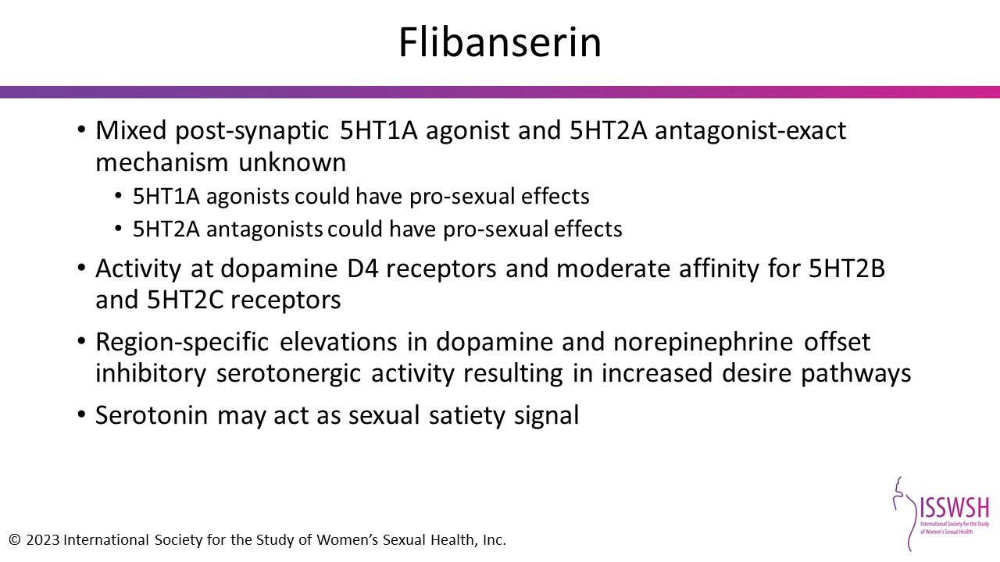 Flibanserin
• Mixed post-synaptic 5HT1A agonist and 5HT2A antagonist-exact
mechanism unknown
• 5HT1A agonists could have pro-sexual effects
• 5HT2A antagonists could have pro-sexual effects
• Activity at dopamine D4 receptors and moderate affinity for 5HT2B
and 5HT2C receptors
• Region-specific elevations in dopamine and norepinephrine offset
inhibitory serotonergic activity resulting in increased desire pathways
• Serotonin may act as sexual satiety signal
ISSWSH
International Society for the Study
of Women's Sexual Health
© 2023 International Society for the Study of Women’s Sexual Health, Inc.